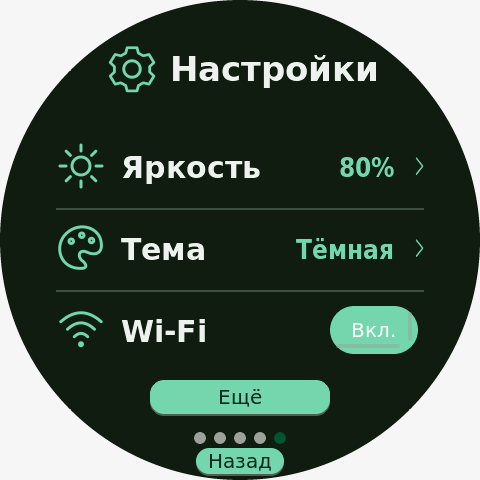 Настройки
Яркость 80%
Тема Тёмная
Wi-Fi Вкл.
Ещё
Назад